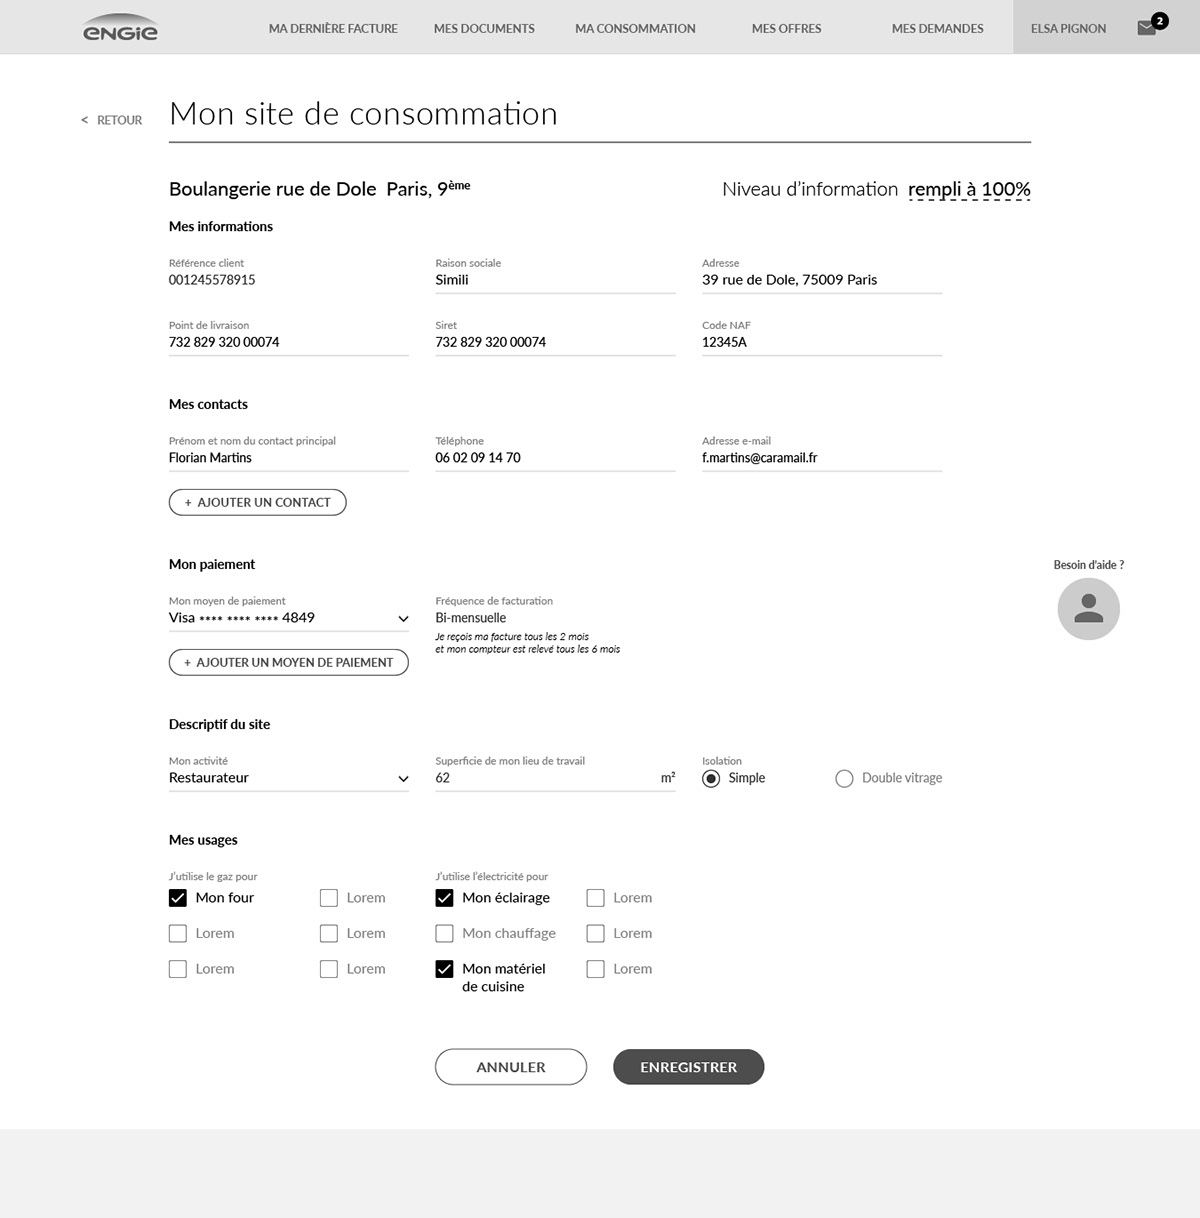 ENGIE
MA DERNIÈRE FACTURE
MES DOCUMENTS
MA CONSOMMATION
MES OFFRES
MES DEMANDES
ELSA PIGNON
2
< RETOUR
Mon site de consommation
Boulangerie rue de Dole Paris, 9ème
Niveau d'information rempli à 100%
Mes informations
Référence client
001245578915
Raison sociale
Simili
Adresse
39 rue de Dole, 75009 Paris
Point de livraison
732 829 320 00074
Siret
732 829 320 00074
Code NAF
12345A
Mes contacts
Prénom et nom du contact principal
Florian Martins
Téléphone
06 02 09 14 70
Adresse e-mail
f.martins@caramail.fr
+ AJOUTER UN CONTACT
Mon paiement
Besoin d'aide ?
Mon moyen de paiement
Visa **** **** **** 4849
Fréquence de facturation
Bi-mensuelle
Je reçois ma facture tous les 2 mois
et mon compteur est relevé tous les 6 mois
+ AJOUTER UN MOYEN DE PAIEMENT
Descriptif du site
Mon activité
Restaurateur
Superficie de mon lieu de travail
62 m²
Isolation
Simple
Double vitrage
Mes usages
J'utilise le gaz pour
Mon four
Lorem
Lorem
Lorem
Lorem
Lorem
J'utilise l'électricité pour
Mon éclairage
Lorem
Mon chauffage
Lorem
Mon matériel
de cuisine
Lorem
ANNULER
ENREGISTRER